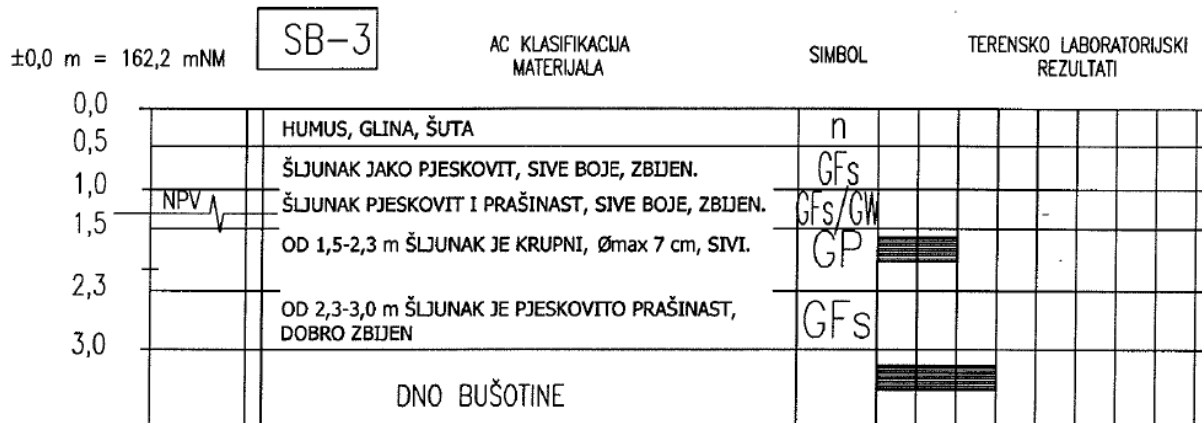 SB-3
±0,0 m = 162,2 mNM
AC KLASIFIKACIJA
MATERIJALA
SIMBOL
TERENSKO LABORATORIJSKI
REZULTATI
0,0
HUMUS, GLINA, ŠUTA
n
0,5
ŠLJUNAK JAKO PJESKOVIT, SIVE BOJE, ZBIJEN.
GFs
1,0
NPV
ŠLJUNAK PJESKOVIT I PRAŠINAST, SIVE BOJE, ZBIJEN.
GFs/GW
1,5
OD 1,5-2,3 m ŠLJUNAK JE KRUPNI, Ømax 7 cm, SIVI.
GP
2,3
OD 2,3-3,0 m ŠLJUNAK JE PJESKOVITO PRAŠINAST,
DOBRO ZBIJEN
GFs
3,0
DNO BUŠOTINE